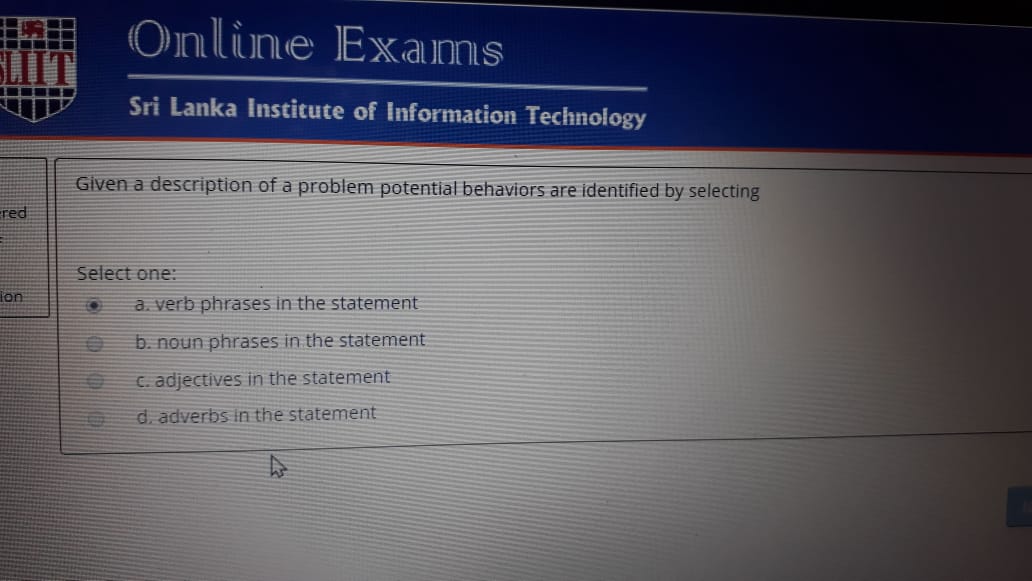 SLIIT
Online Exams
Sri Lanka Institute of Information Technology
Given a description of a problem potential behaviors are identified by selecting
red
Select one:
ion
a. verb phrases in the statement
b. noun phrases in the statement
c. adjectives in the statement
d. adverbs in the statement